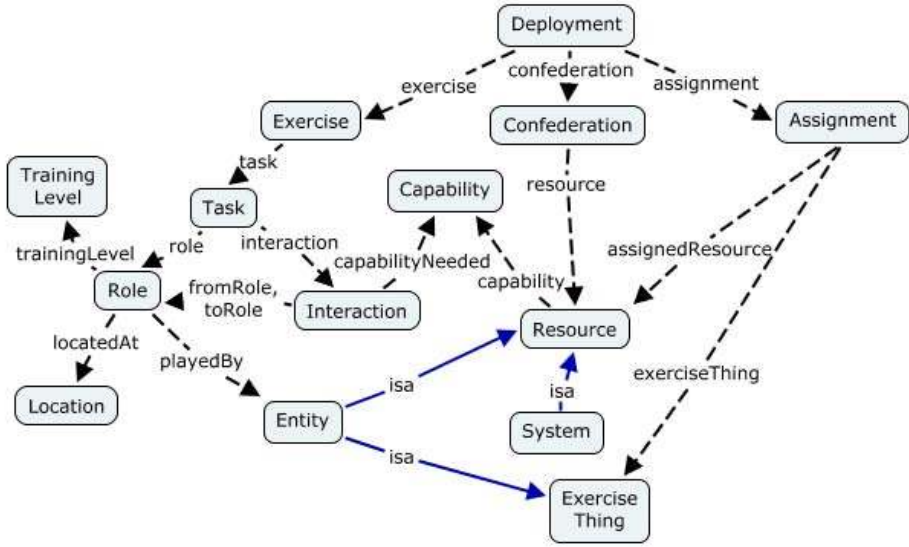 Deployment
confederation
exercise
assignment
Exercise
Confederation
Assignment
task
Training
Level
Capability
resource
Task
role
interaction
trainingLevel
capabilityNeeded
assignedResource
fromRole,
toRole
capability
Role
Interaction
Resource
locatedAt
playedBy
isa
exerciseThing
isa
Location
Entity
System
isa
Exercise
Thing